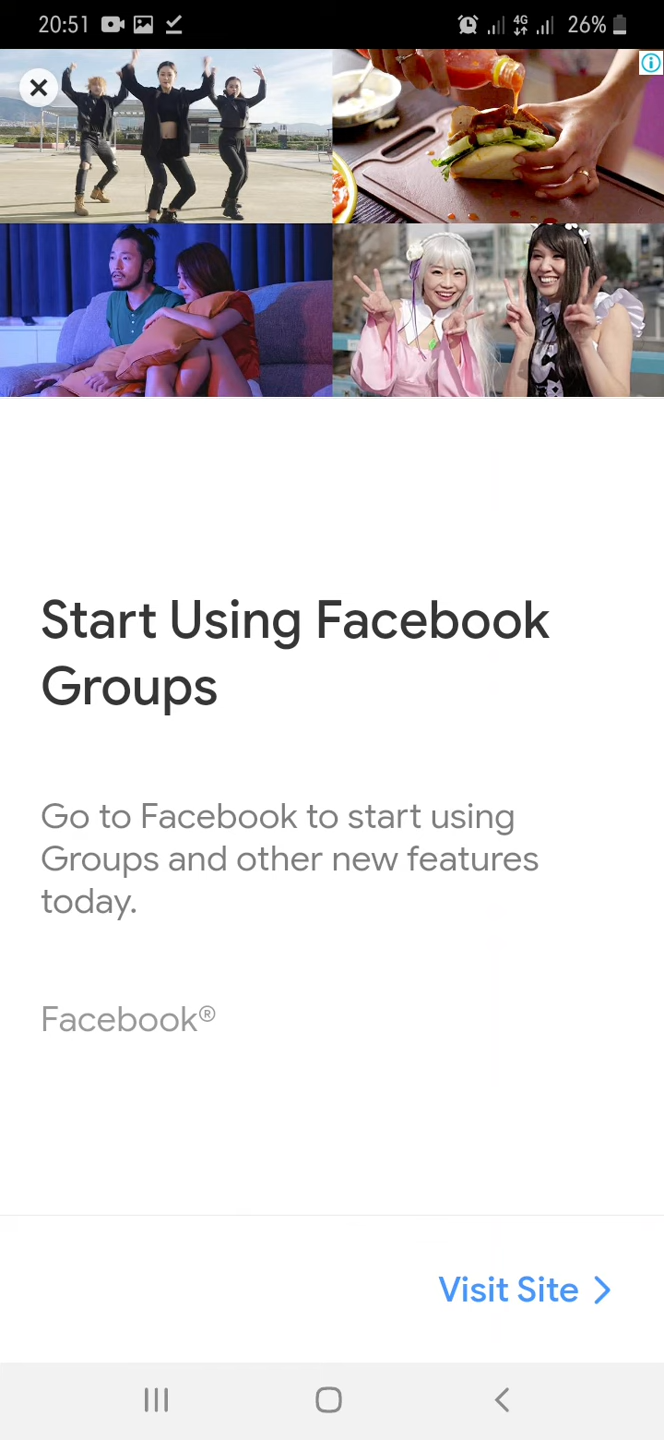 20:51 4G 26%
Start Using Facebook
Groups
Go to Facebook to start using
Groups and other new features
today.
Facebook®
Visit Site